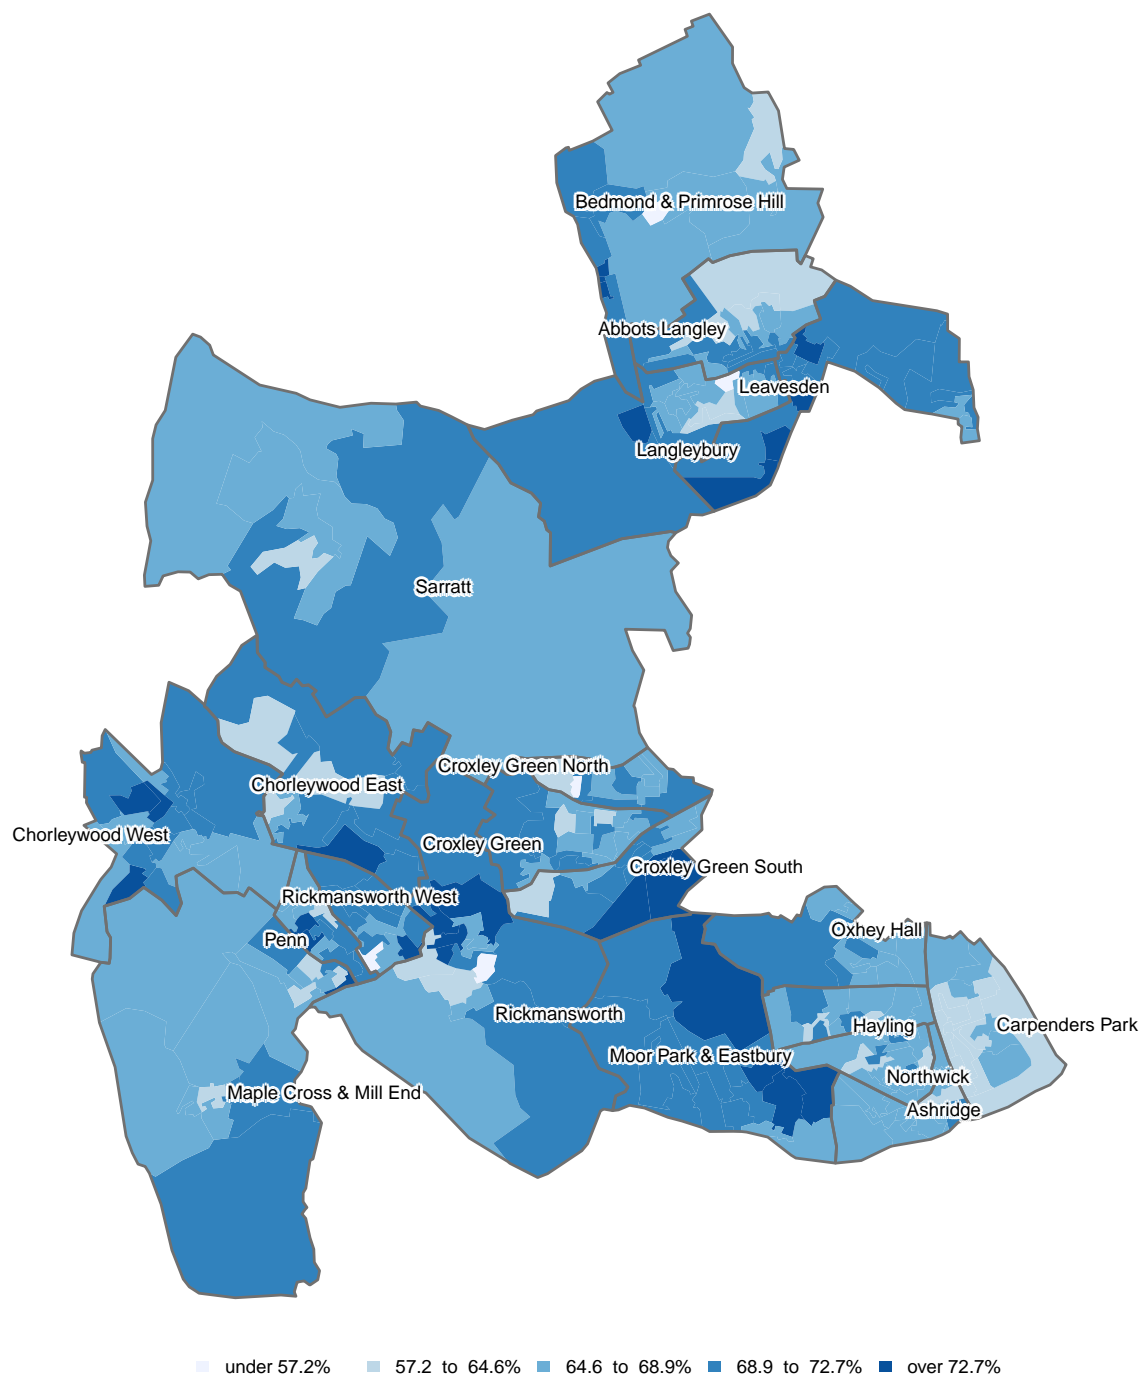 Bedmond & Primrose Hill
Abbots Langley
Leavesden
Langleybury
Sarratt
Croxley Green North
Chorleywood East
Chorleywood West
Croxley Green
Croxley Green South
Rickmansworth West
Oxhey Hall
Penn
Rickmansworth
Hayling
Carpenders Park
Moor Park & Eastbury
Northwick
Maple Cross & Mill End
Ashridge
under 57.2% 57.2 to 64.6% 64.6 to 68.9% 68.9 to 72.7% over 72.7%